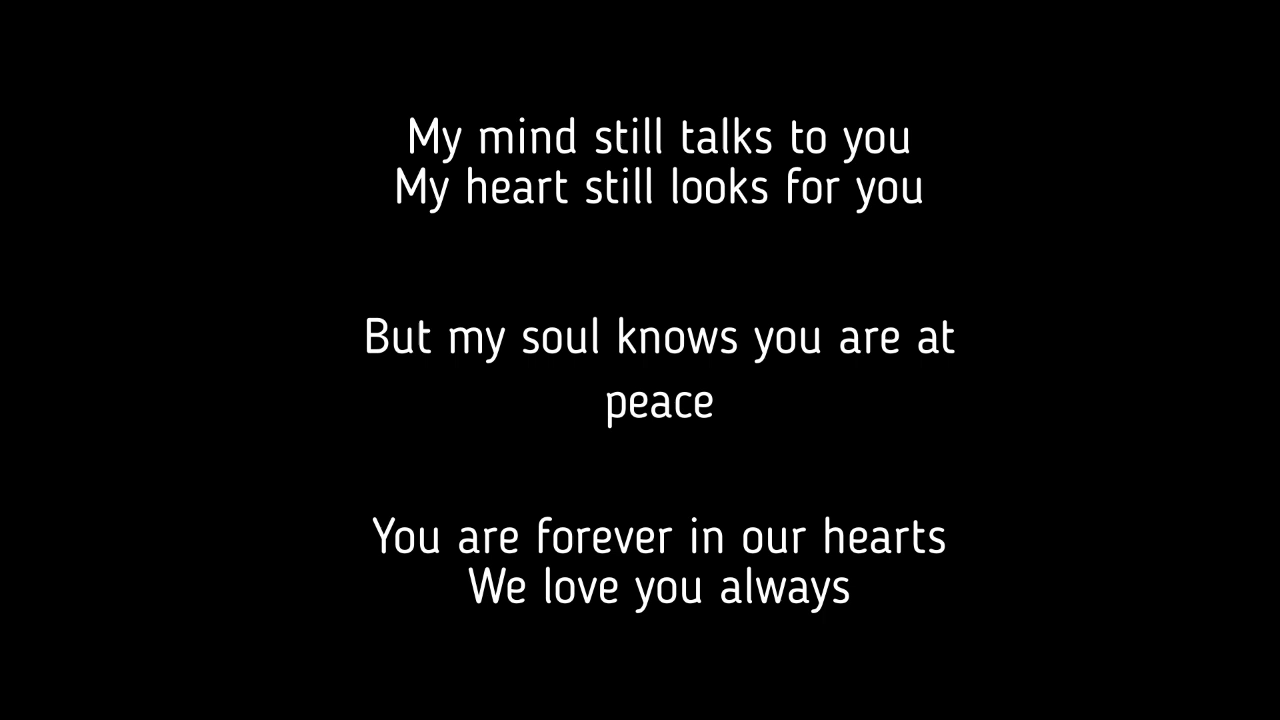 My mind still talks to you
My heart still looks for you
But my soul knows you are at
peace
You are forever in our hearts
We love you always